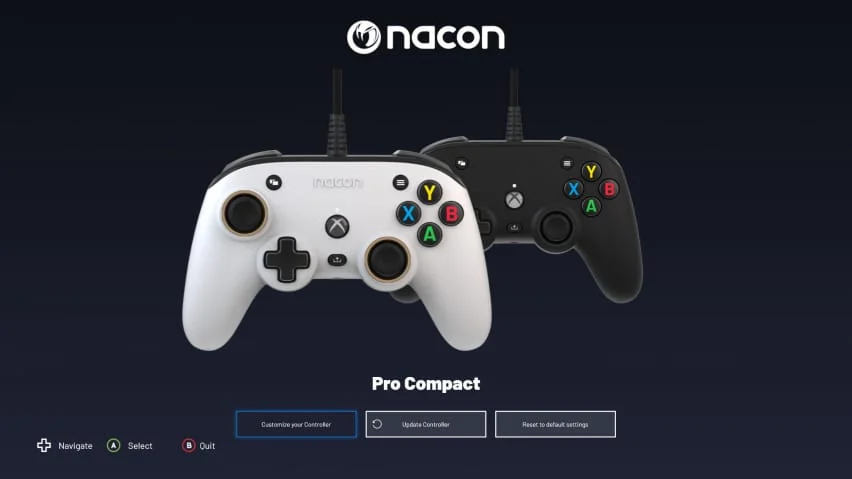 nacon
nacon
Y
X
B
A
Y
X
B
A
Pro Compact
Customize your Controller
Update Controller
Reset to default settings
Navigate
A
Select
B
Quit